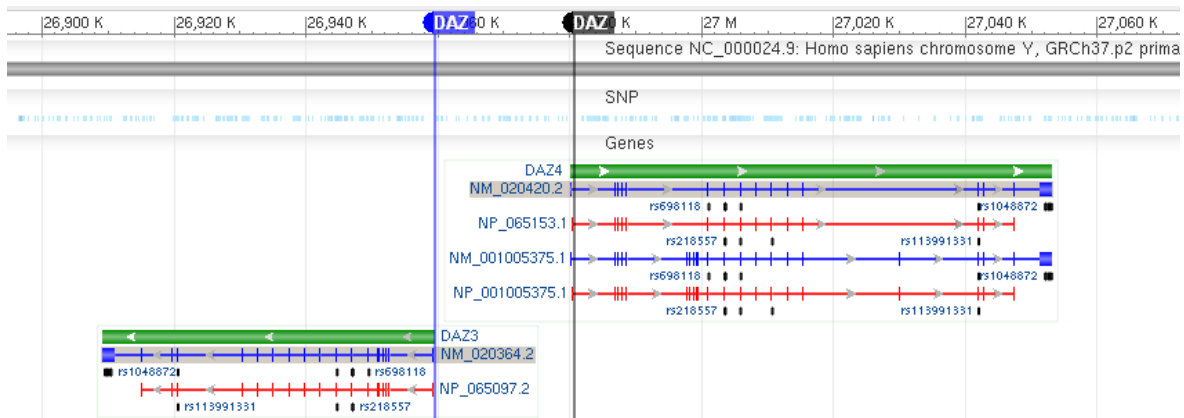 26,900 K 26,920 K 26,940 K DAZ 60 K DAZ K 27 M 27,020 K 27,040 K 27,060 K
Sequence NC_000024.9: Homo sapiens chromosome Y, GRCh37.p2 prima
SNP
Genes
DAZ4
NM_020420.2
rs698118 rs1048872
NP_065153.1
rs218557 rs113991331
NM_001005375.1
rs698118 rs1048872
NP_001005375.1
rs218557 rs113991331
DAZ3
NM_020364.2
rs1048872 rs698118
NP_065097.2
rs113991331 rs218557